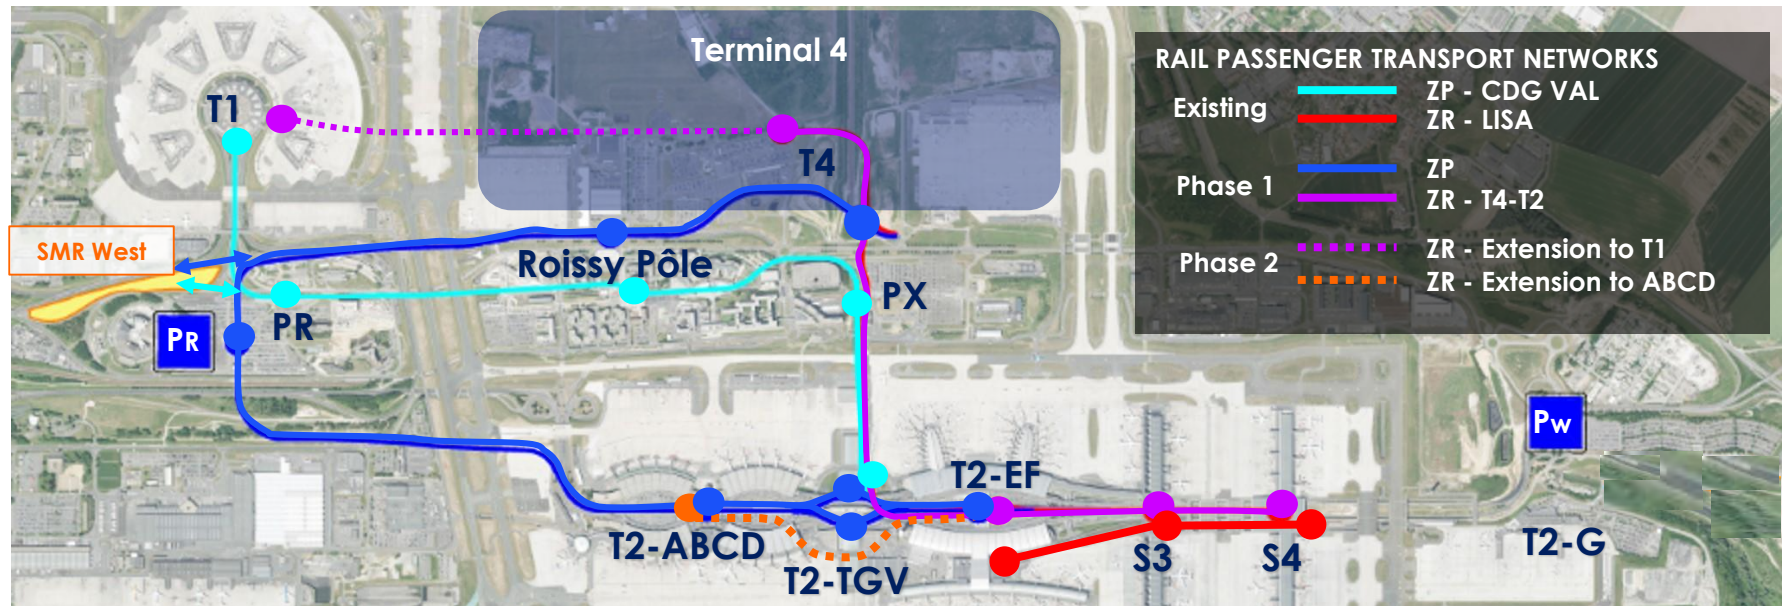 Terminal 4
RAIL PASSENGER TRANSPORT NETWORKS
Existing
ZP - CDG VAL
ZR - LISA
Phase 1
ZP
ZR - T4-T2
Phase 2
ZR - Extension to T1
ZR - Extension to ABCD
T1
T4
SMR West
Roissy Pôle
PX
PR
PR
Pw
T2-EF
T2-ABCD
T2-TGV
S3
S4
T2-G